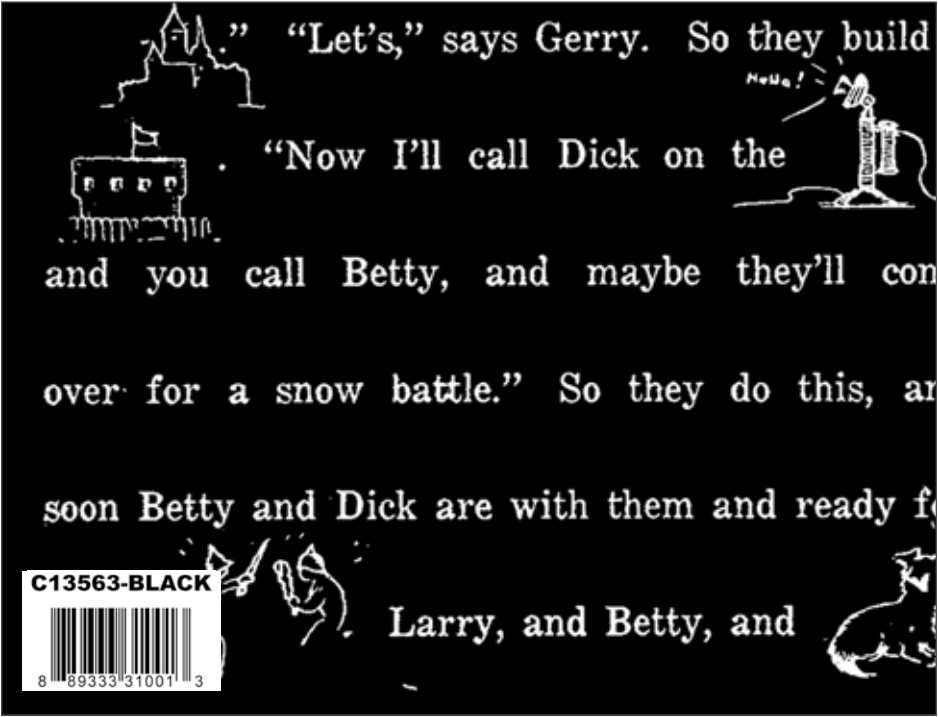 .” “Let's,” says Gerry. So they build
HeHo!
. “Now I'll call Dick on the
and you call Betty, and maybe they'll
over for a snow battle.” So they do this,
soon Betty and Dick are with them and ready
C13563-BLACK
Larry, and Betty, and
8 89333 31001 3